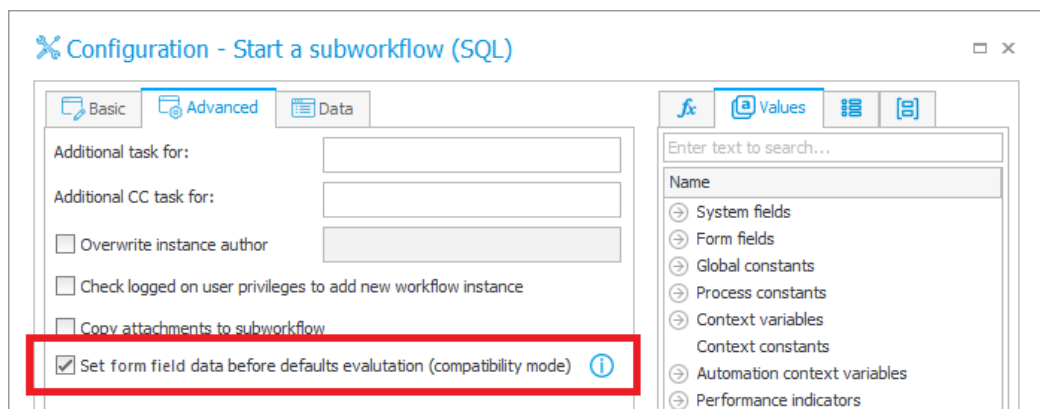 Configuration - Start a subworkflow (SQL)
Basic
Advanced
Data
fx
Values
Additional task for:
Additional CC task for:
Overwrite instance author
Check logged on user privileges to add new workflow instance
Copy attachments to subworkflow
Set form field data before defaults evalutation (compatibility mode)
Enter text to search...
Name
System fields
Form fields
Global constants
Process constants
Context variables
Context constants
Automation context variables
Performance indicators